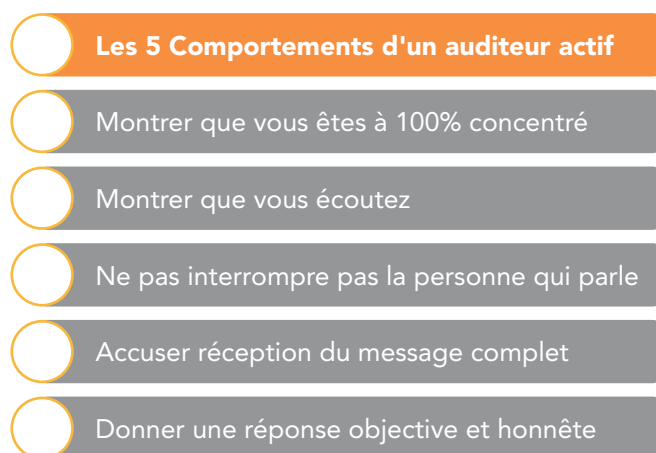 Les 5 Comportements d'un auditeur actif
Montrer que vous êtes à 100% concentré
Montrer que vous écoutez
Ne pas interrompre pas la personne qui parle
Accuser réception du message complet
Donner une réponse objective et honnête